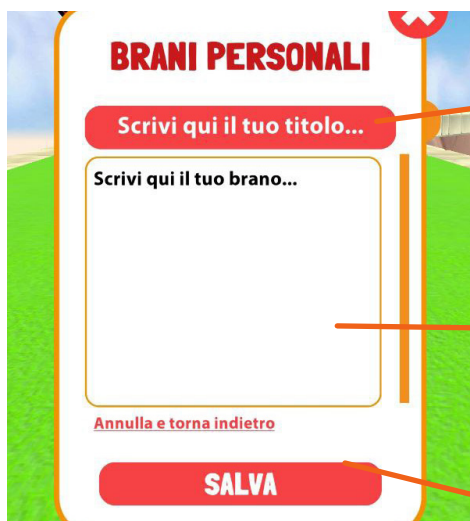 BRANI PERSONALI
Scrivi qui il tuo titolo...
Scrivi qui il tuo brano...
Annulla e torna indietro
SALVA